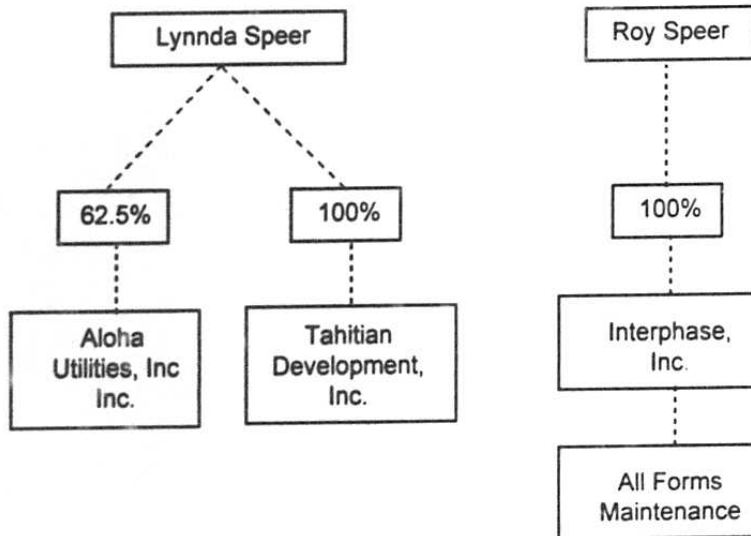 Lynnda Speer
Roy Speer
62.5%
100%
100%
Aloha
Utilities, Inc
Inc.
Tahitian
Development,
Inc.
Interphase,
Inc.
All Forms
Maintenance